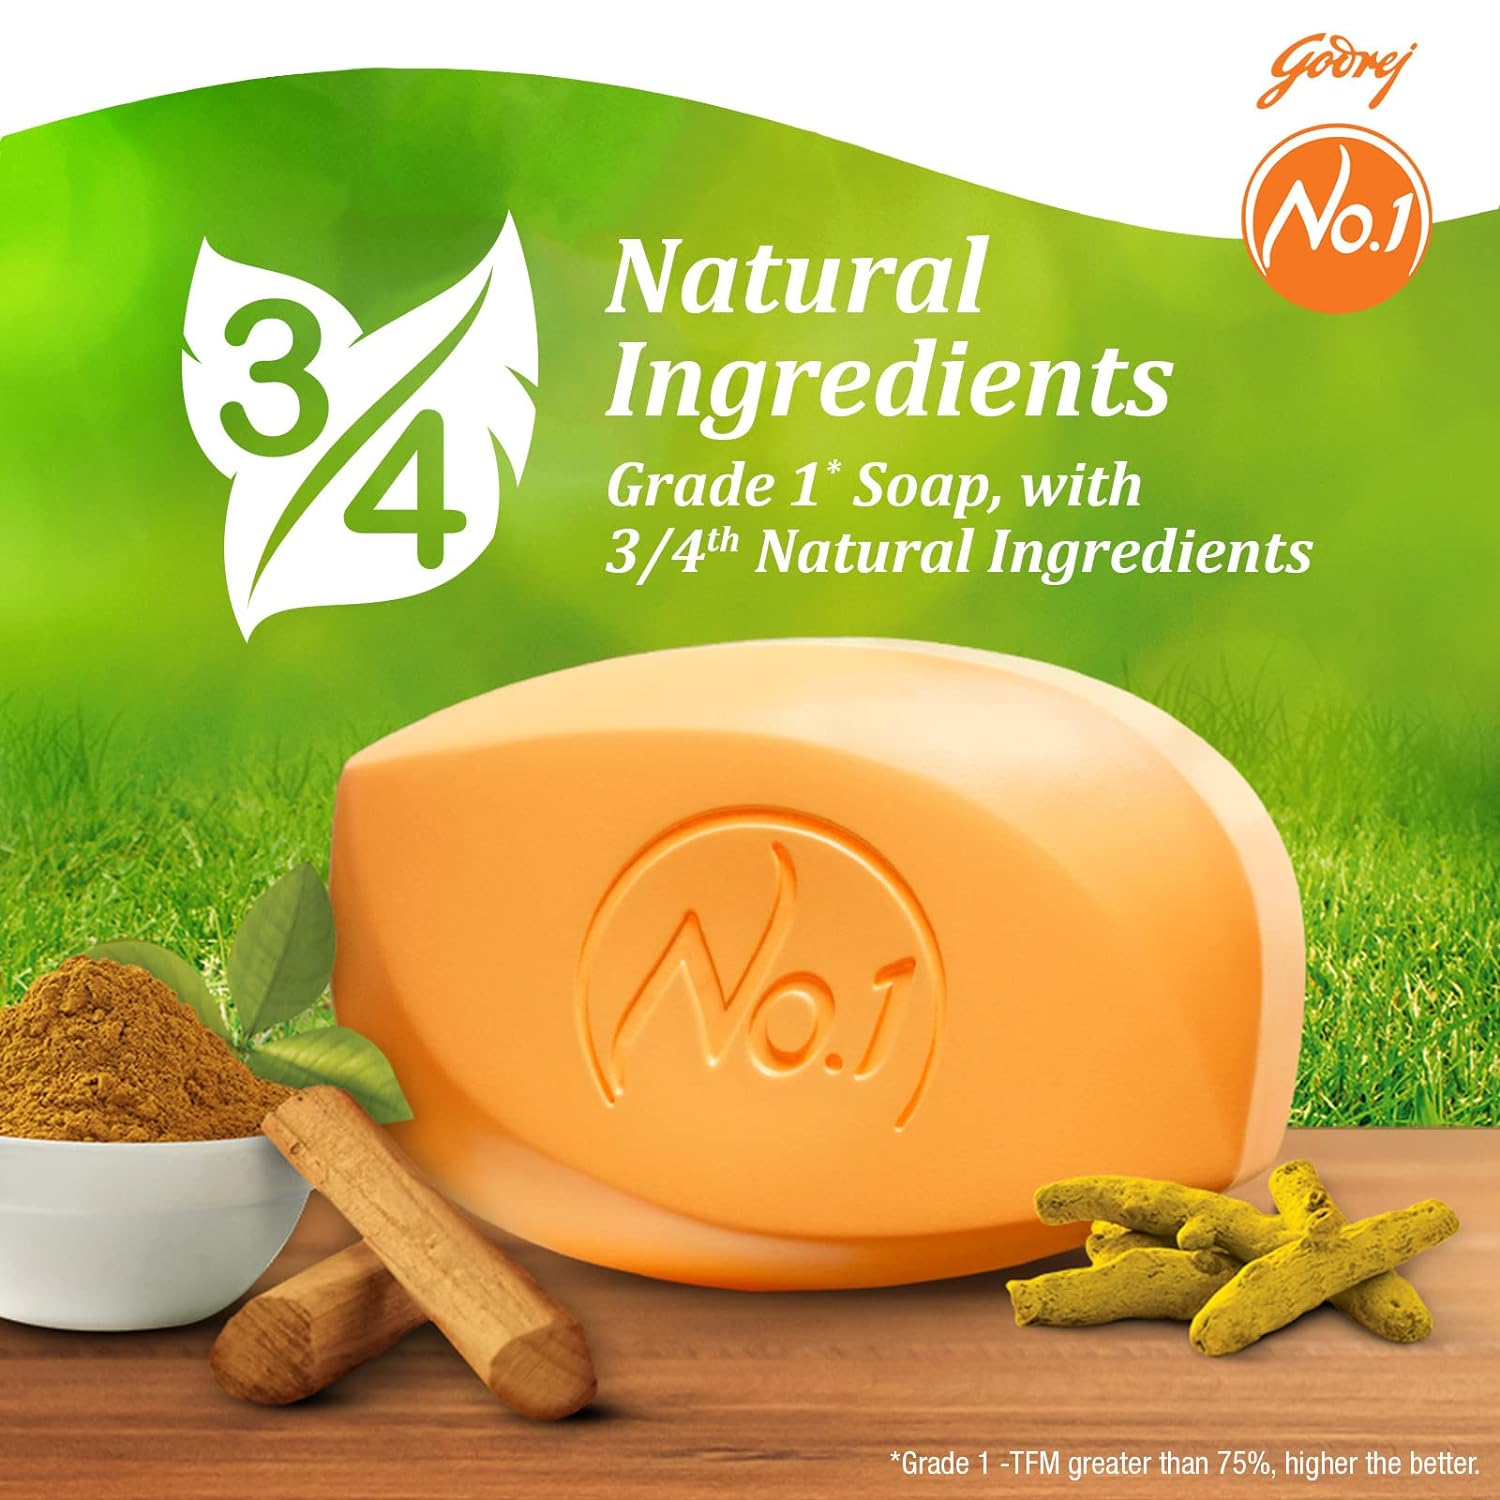 Godrej
No.1
3/4
Natural
Ingredients
Grade 1* Soap, with
3/4th Natural Ingredients
No.1
*Grade 1 -TFM greater than 75%, higher the better.